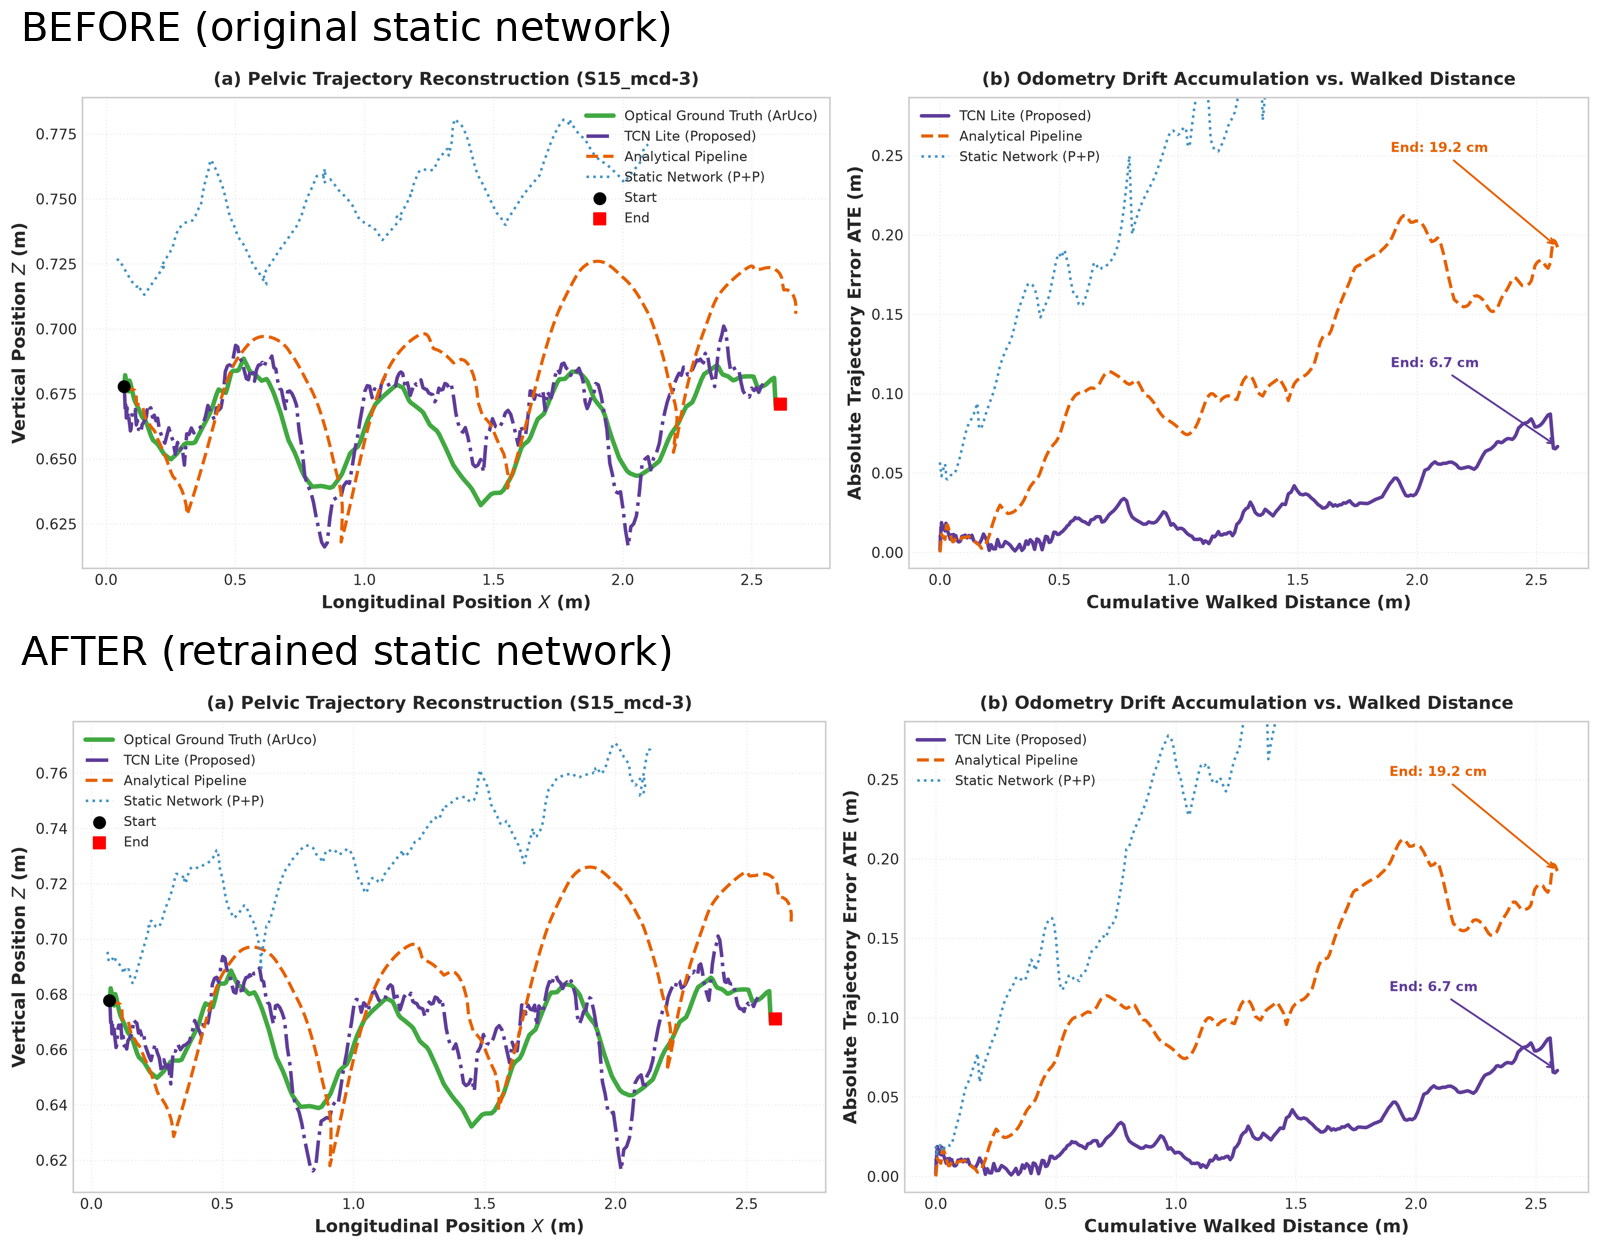 BEFORE (original static network)
(a) Pelvic Trajectory Reconstruction (S15_mcd-3)
Vertical Position Z (m)
0.775
0.750
0.725
0.700
0.675
0.650
0.625
Optical Ground Truth (ArUco)
TCN Lite (Proposed)
Analytical Pipeline
Static Network (P+P)
Start
End
0.0 0.5 1.0 1.5 2.0 2.5
Longitudinal Position X (m)
(b) Odometry Drift Accumulation vs. Walked Distance
Absolute Trajectory Error ATE (m)
0.25
0.20
0.15
0.10
0.05
0.00
TCN Lite (Proposed)
Analytical Pipeline
Static Network (P+P)
End: 19.2 cm
End: 6.7 cm
0.0 0.5 1.0 1.5 2.0 2.5
Cumulative Walked Distance (m)
AFTER (retrained static network)
(a) Pelvic Trajectory Reconstruction (S15_mcd-3)
Vertical Position Z (m)
0.76
0.74
0.72
0.70
0.68
0.66
0.64
0.62
Optical Ground Truth (ArUco)
TCN Lite (Proposed)
Analytical Pipeline
Static Network (P+P)
Start
End
0.0 0.5 1.0 1.5 2.0 2.5
Longitudinal Position X (m)
(b) Odometry Drift Accumulation vs. Walked Distance
Absolute Trajectory Error ATE (m)
0.25
0.20
0.15
0.10
0.05
0.00
TCN Lite (Proposed)
Analytical Pipeline
Static Network (P+P)
End: 19.2 cm
End: 6.7 cm
0.0 0.5 1.0 1.5 2.0 2.5
Cumulative Walked Distance (m)